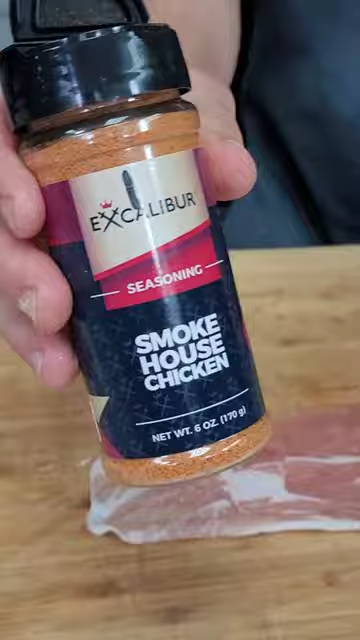 EXCALIBUR
SEASONING
SMOKE
HOUSE
CHICKEN
NET WT. 6 OZ. (170 g)